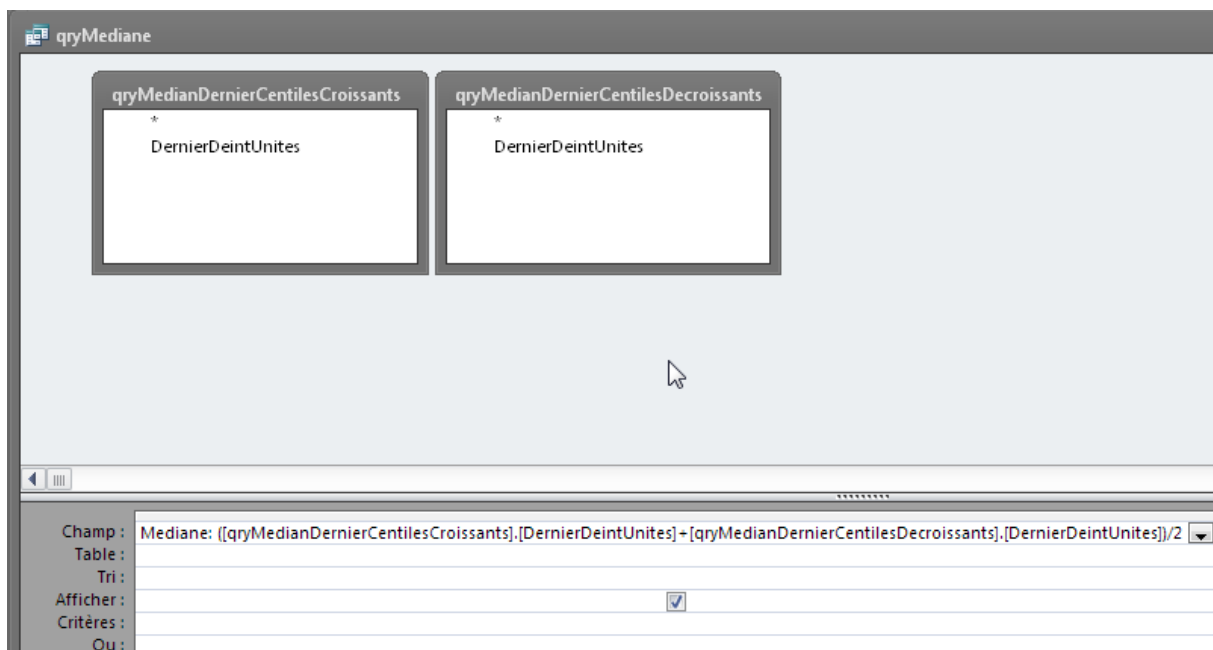 qryMediane
qryMedianDernierCentilesCroissants
*
DernierDeintUnites
qryMedianDernierCentilesDecroissants
*
DernierDeintUnites
Champ : Mediane: ([qryMedianDernierCentilesCroissants].[DernierDeintUnites]+[qryMedianDernierCentilesDecroissants].[DernierDeintUnites])/2
Table :
Tri :
Afficher :
Critères :
Ou :